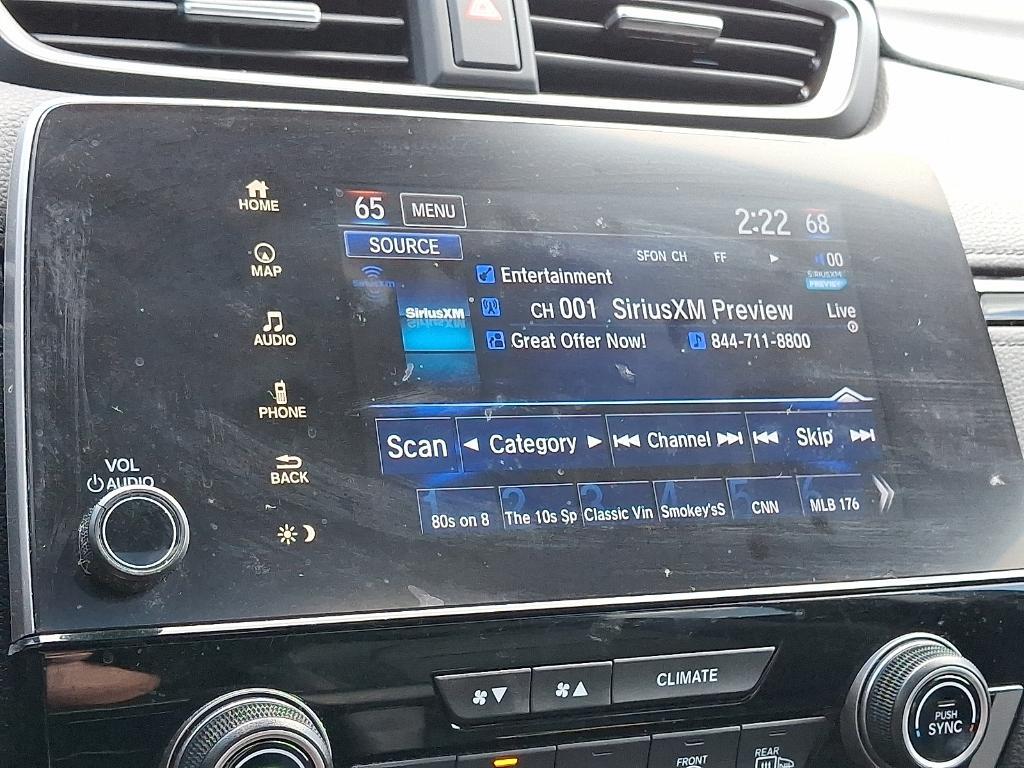 HOME
MAP
AUDIO
PHONE
BACK
VOL
AUDIO
65 MENU 2:22 68
SOURCE
SFON CH FF 00
SIRIUSXM
PREVIEW
Entertainment
SiriusXM
CH 001 SiriusXM Preview Live
Great Offer Now! 844-711-8800
Scan Category Channel Skip
1 2 3 4 5 6
80s on 8 The 10s Sp Classic Vin Smokey'sS CNN MLB 176
CLIMATE
PUSH
SYNC
FRONT
REAR